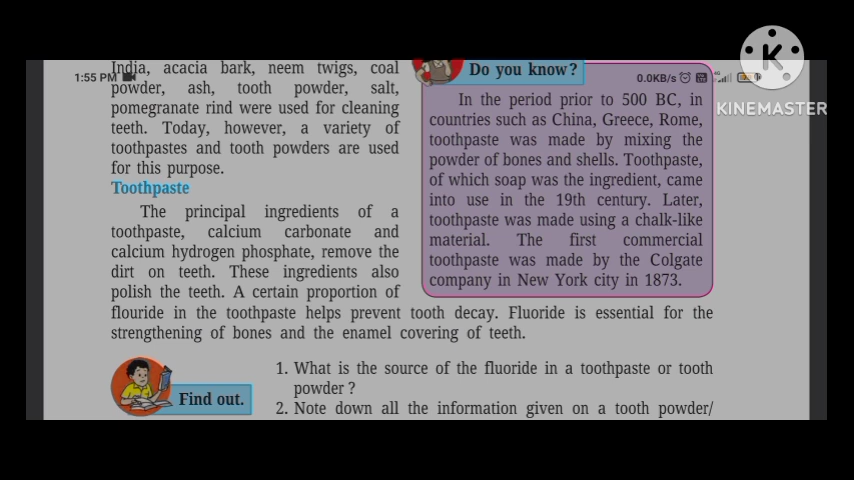 India, acacia bark, neem twigs, coal
powder, ash, tooth powder, salt,
pomegranate rind were used for cleaning
teeth. Today, however, a variety of
toothpastes and tooth powders are used
for this purpose.
Toothpaste
The principal ingredients of a
toothpaste, calcium carbonate and
calcium hydrogen phosphate, remove the
dirt on teeth. These ingredients also
polish the teeth. A certain proportion of
flouride in the toothpaste helps prevent tooth decay. Fluoride is essential for the
strengthening of bones and the enamel covering of teeth.
Do you know?
In the period prior to 500 BC, in
countries such as China, Greece, Rome,
toothpaste was made by mixing the
powder of bones and shells. Toothpaste,
of which soap was the ingredient, came
into use in the 19th century. Later,
toothpaste was made using a chalk-like
material. The first commercial
toothpaste was made by the Colgate
company in New York city in 1873.
Find out.
1. What is the source of the fluoride in a toothpaste or tooth
powder ?
2. Note down all the information given on a tooth powder/
1:55 PM
0.0KB/s
4G
K
KINEMASTER